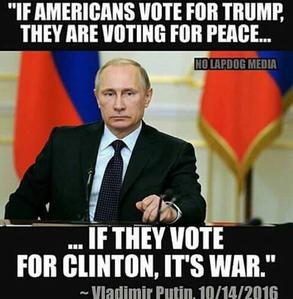 "IF AMERICANS VOTE FOR TRUMP,
THEY ARE VOTING FOR PEACE...
NO LAPDOG MEDIA
... IF THEY VOTE
FOR CLINTON, IT'S WAR."
~ Vladimir Putin, 10/14/2016